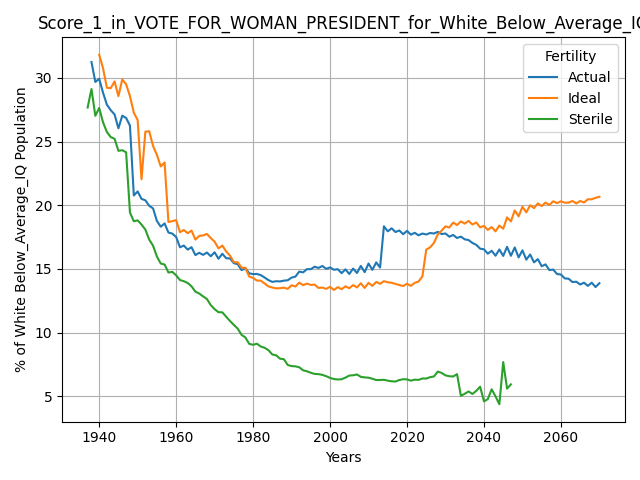 Score_1_in_VOTE_FOR_WOMAN_PRESIDENT_for_White_Below_Average_IQ
Fertility
Actual
Ideal
Sterile
% of White Below_Average_IQ Population
30
25
20
15
10
5
1940 1960 1980 2000 2020 2040 2060
Years